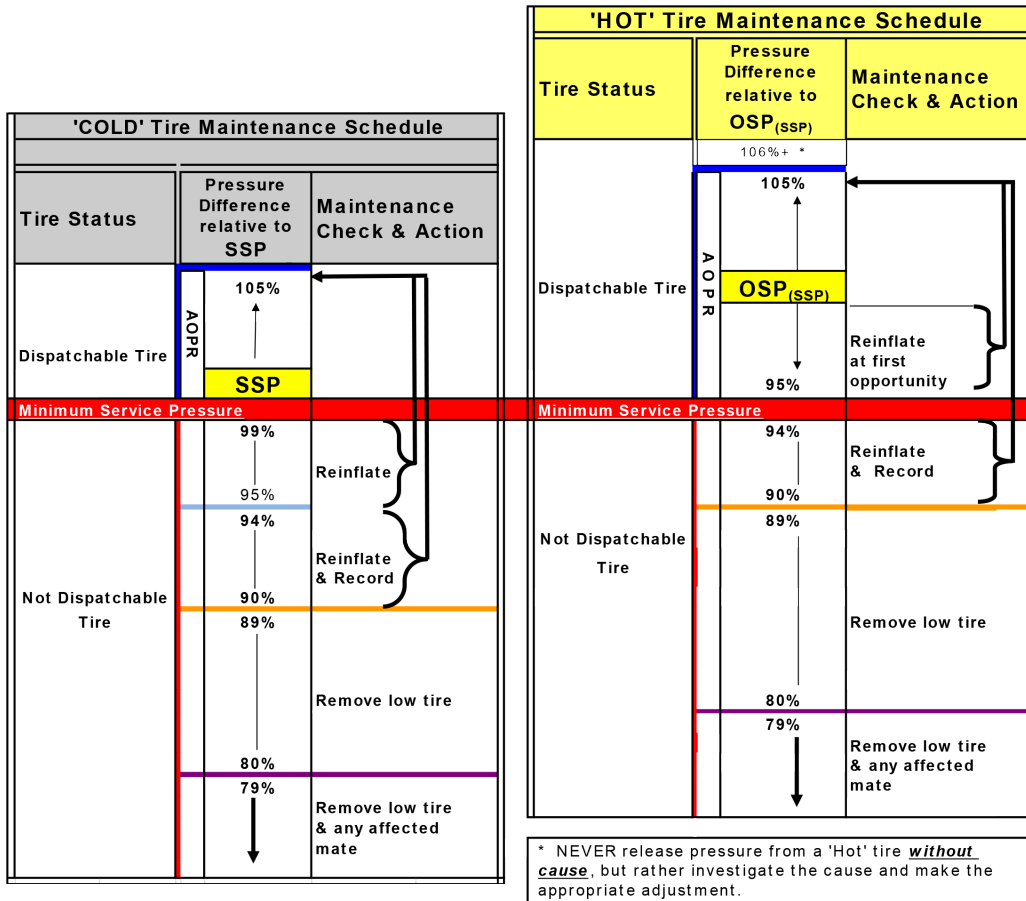 'COLD' Tire Maintenance Schedule
Tire Status
Pressure
Difference
relative to
SSP
Maintenance
Check & Action
105%
AOPR
Dispatchable Tire
SSP
Minimum Service Pressure
99%
Reinflate
95%
94%
Reinflate
& Record
90%
Not Dispatchable
Tire
89%
Remove low tire
80%
79%
Remove low tire
& any affected
mate
'HOT' Tire Maintenance Schedule
Tire Status
Pressure
Difference
relative to
OSP(SSP)
Maintenance
Check & Action
106%+ *
105%
AOPR
Dispatchable Tire
OSP(SSP)
Reinflate
at first
opportunity
95%
Minimum Service Pressure
94%
Reinflate
& Record
90%
89%
Not Dispatchable
Tire
Remove low tire
80%
79%
Remove low tire
& any affected
mate
* NEVER release pressure from a 'Hot' tire without
cause, but rather investigate the cause and make the
appropriate adjustment.